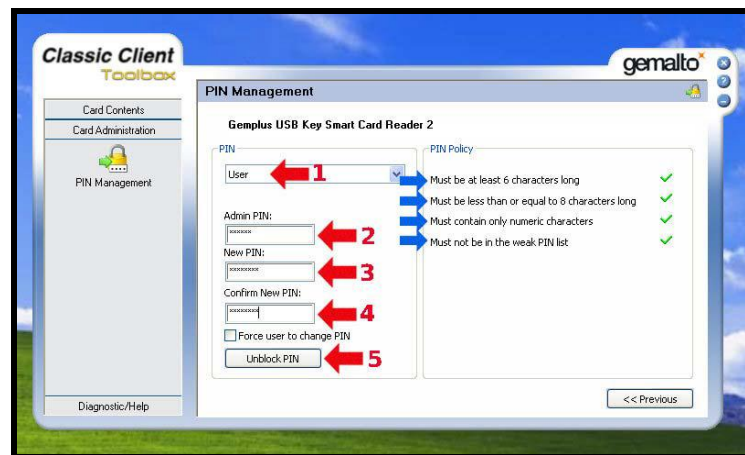 Classic Client
Toolbox
gemalto
PIN Management
Card Contents
Card Administration
PIN Management
Diagnostic/Help
Gemplus USB Key Smart Card Reader 2
PIN
User
1
Admin PIN:
xxxxxx
2
New PIN:
xxxxxxxx
3
Confirm New PIN:
xxxxxxxx
4
Force user to change PIN
Unblock PIN
5
PIN Policy
Must be at least 6 characters long
Must be less than or equal to 8 characters long
Must contain only numeric characters
Must not be in the weak PIN list
<< Previous